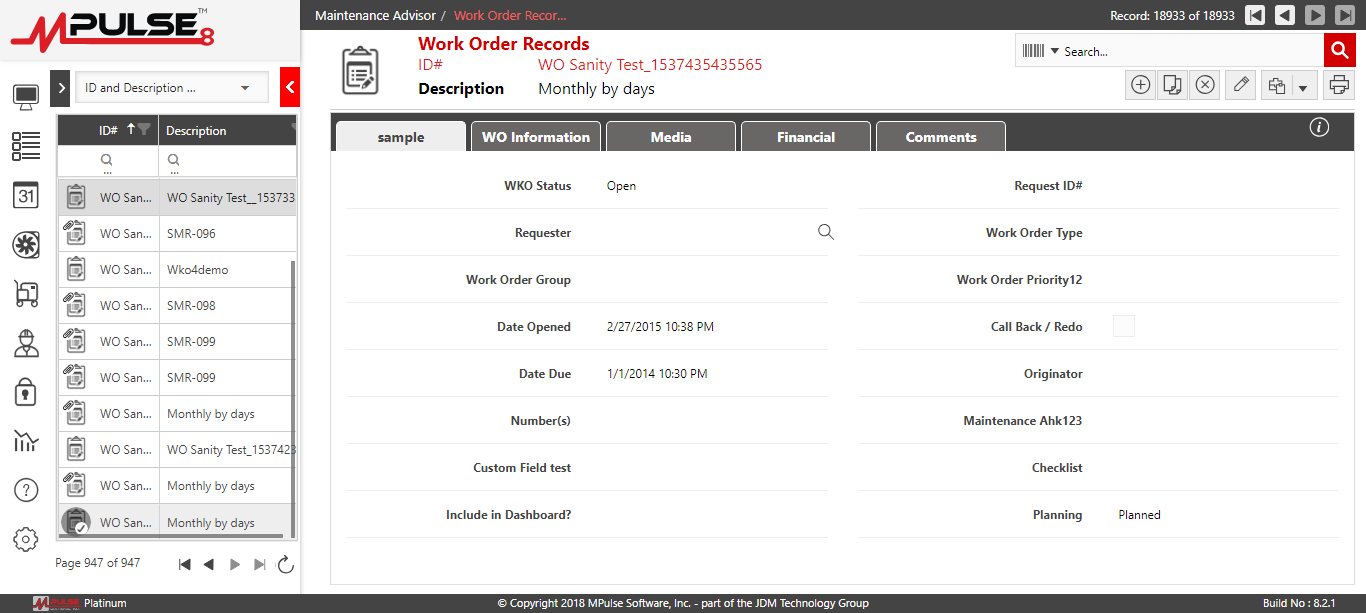 MPULSE 8 ™
Maintenance Advisor / Work Order Recor...
Record: 18933 of 18933
Work Order Records
ID# WO Sanity Test_1537435435565
Description Monthly by days
Search...
ID and Description ...
ID# Description
... ...
WO San... WO Sanity Test__153733
WO San... SMR-096
WO San... Wko4demo
WO San... SMR-098
WO San... SMR-099
WO San... SMR-099
WO San... Monthly by days
WO San... WO Sanity Test_1537423
WO San... Monthly by days
WO San... Monthly by days
Page 947 of 947
31
?
sample WO Information Media Financial Comments
i
WKO Status Open Request ID#
Requester Work Order Type
Work Order Group Work Order Priority12
Date Opened 2/27/2015 10:38 PM Call Back / Redo
Date Due 1/1/2014 10:30 PM Originator
Number(s) Maintenance Ahk123
Custom Field test Checklist
Include in Dashboard? Planning Planned
MPULSE Platinum
© Copyright 2018 MPulse Software, Inc. - part of the JDM Technology Group
Build No : 8.2.1